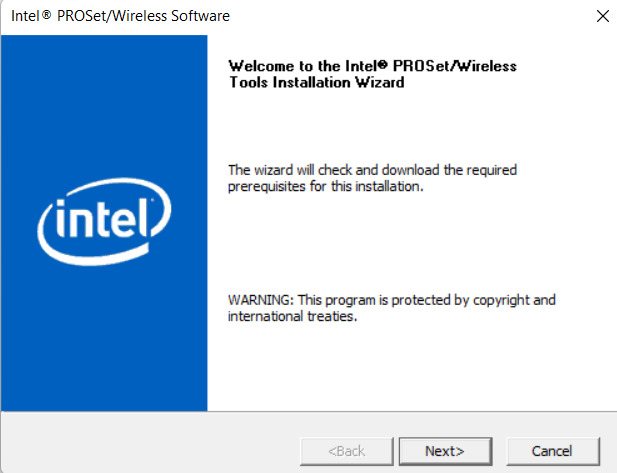 Intel® PROSet/Wireless Software
Welcome to the Intel® PROSet/Wireless
Tools Installation Wizard
The wizard will check and download the required
prerequisites for this installation.
intel
WARNING: This program is protected by copyright and
international treaties.
<Back
Next>
Cancel